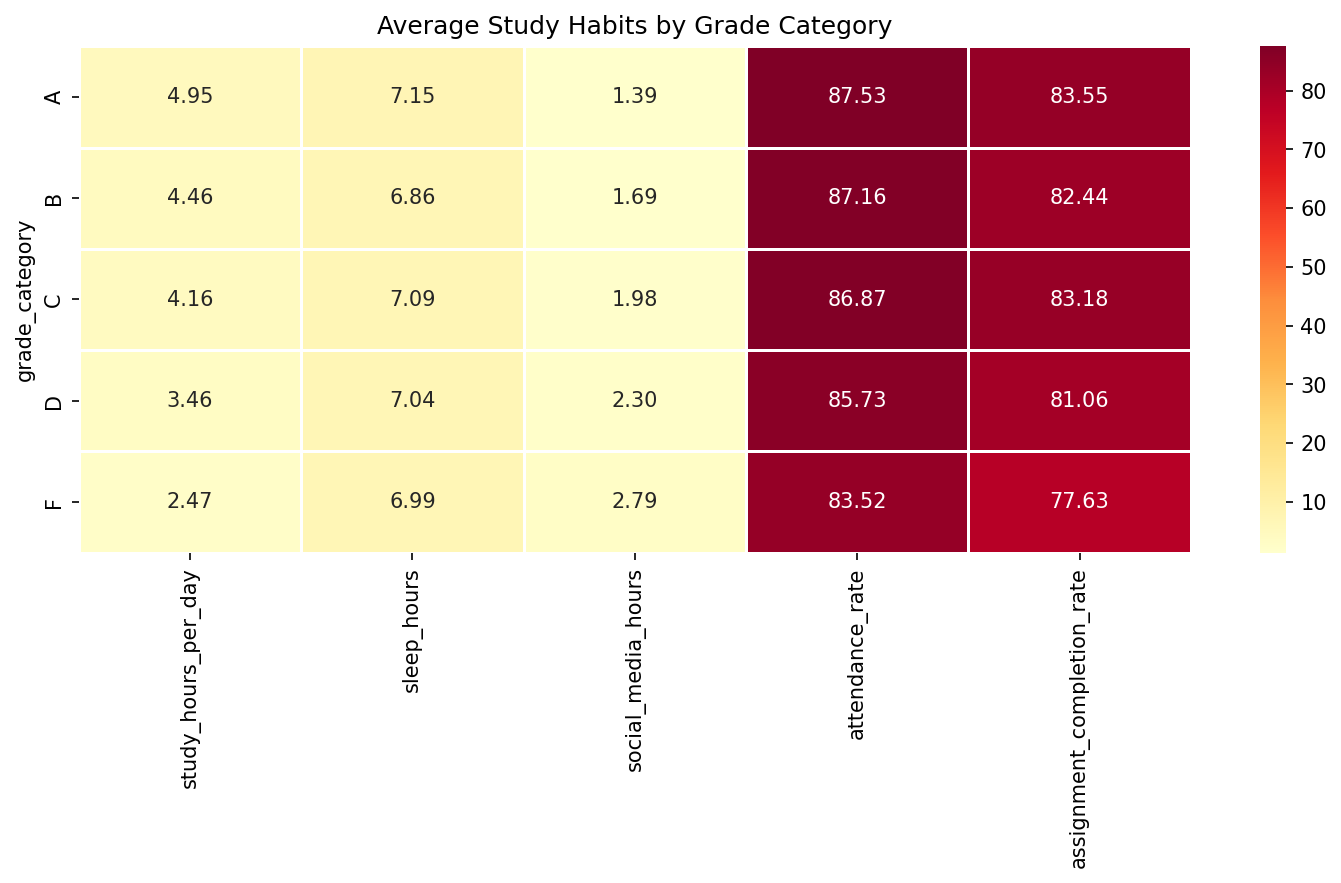 Average Study Habits by Grade Category
grade_category
A 4.95 7.15 1.39 87.53 83.55
B 4.46 6.86 1.69 87.16 82.44
C 4.16 7.09 1.98 86.87 83.18
D 3.46 7.04 2.30 85.73 81.06
F 2.47 6.99 2.79 83.52 77.63
study_hours_per_day
sleep_hours
social_media_hours
attendance_rate
assignment_completion_rate
80
70
60
50
40
30
20
10